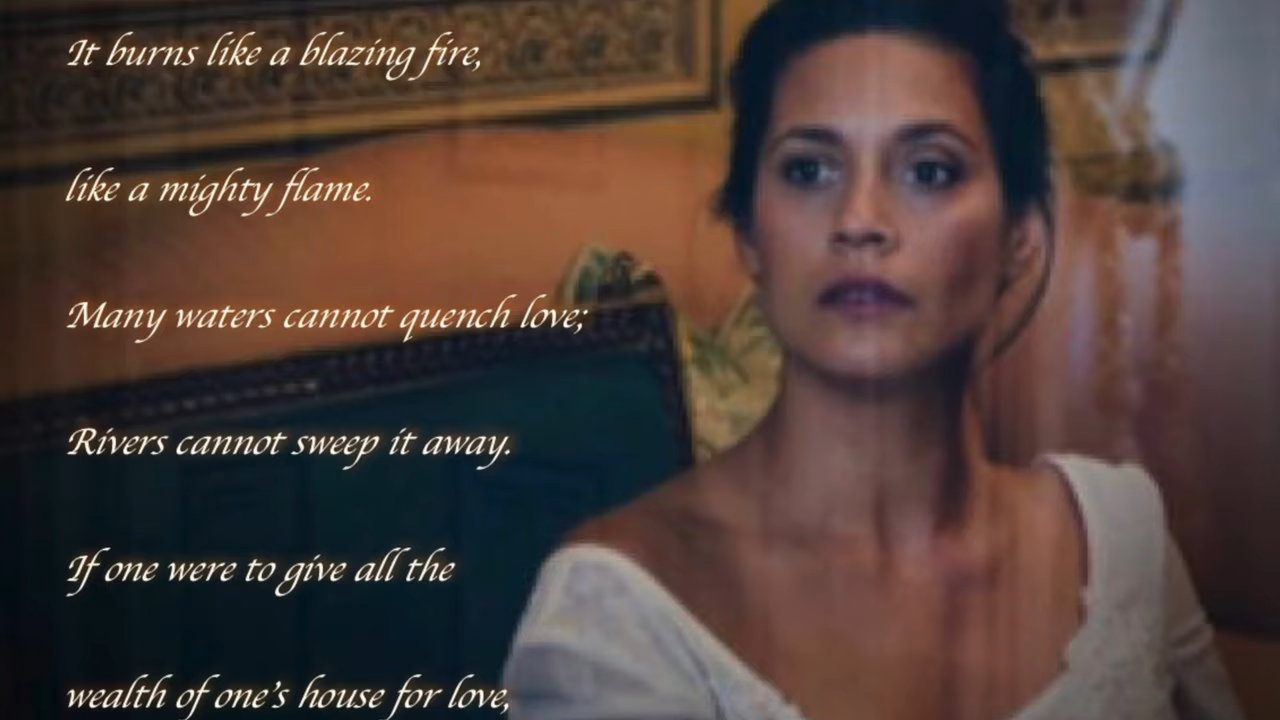 It burns like a blazing fire,
like a mighty flame.
Many waters cannot quench love;
Rivers cannot sweep it away.
If one were to give all the
wealth of one's house for love,